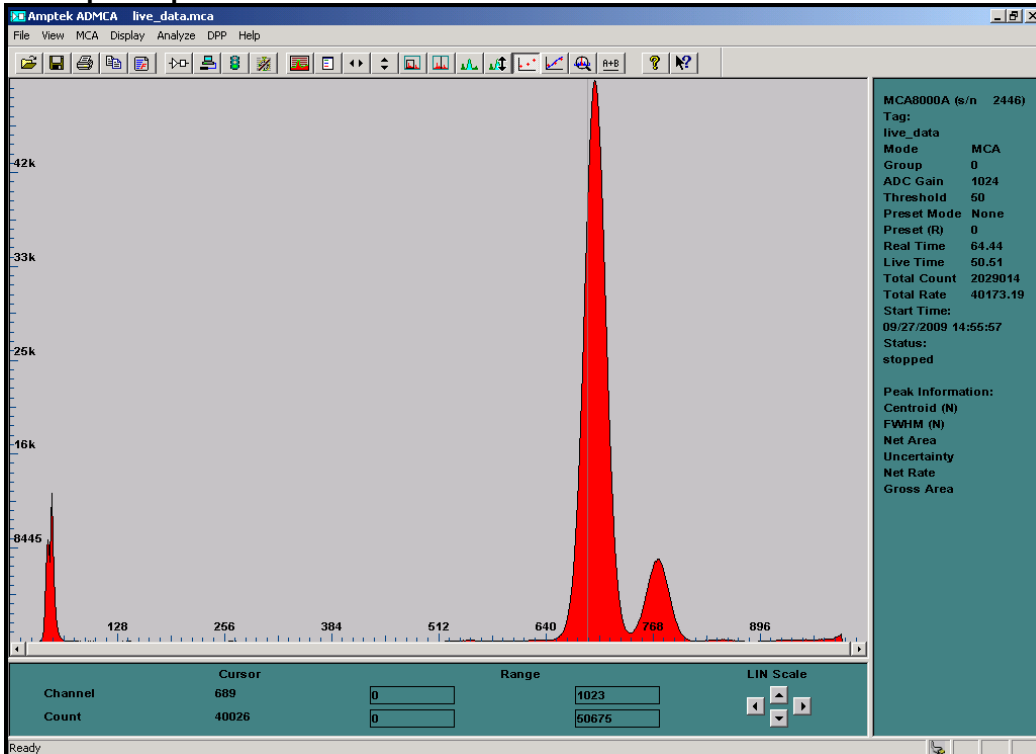 Amptek ADMCA live_data.mca
File View MCA Display Analyze DPP Help
A+B
42k
33k
25k
16k
8445
128 256 384 512 640 768 896
MCA8000A (s/n 2446)
Tag:
live_data
Mode MCA
Group 0
ADC Gain 1024
Threshold 50
Preset Mode None
Preset (R) 0
Real Time 64.44
Live Time 50.51
Total Count 2029014
Total Rate 40173.19
Start Time:
09/27/2009 14:55:57
Status:
stopped
Peak Information:
Centroid (N)
FWHM (N)
Net Area
Uncertainty
Net Rate
Gross Area
Cursor Range LIN Scale
Channel 689 0 1023
Count 40026 0 50675
Ready